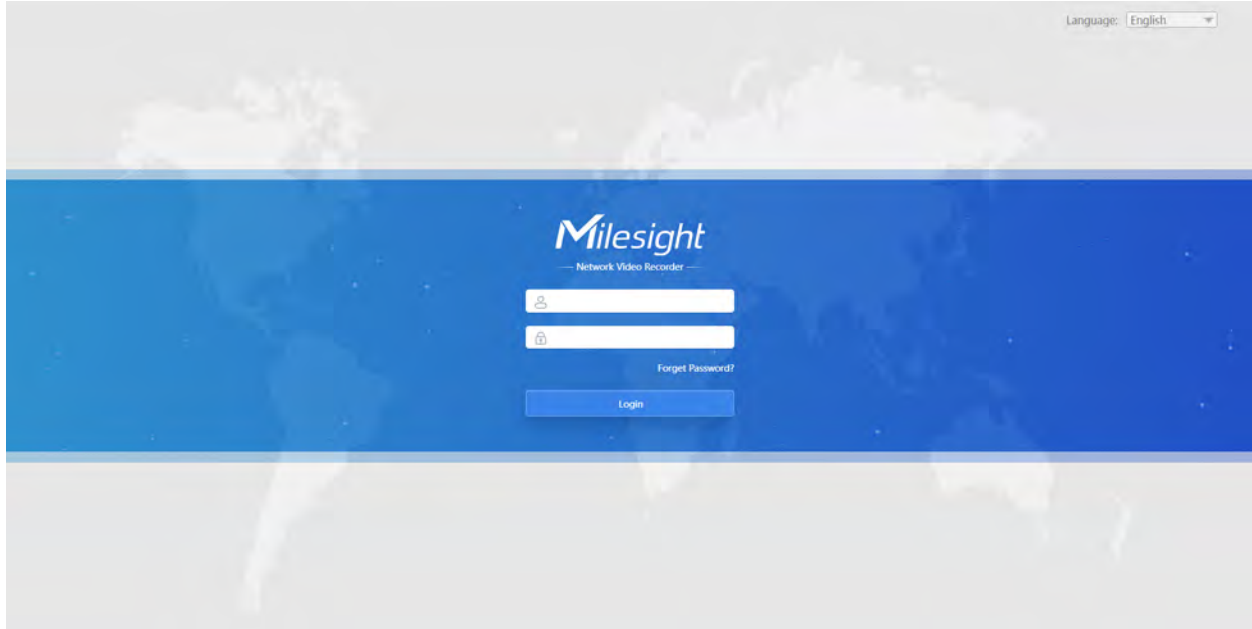 Language: English
Milesight
Network Video Recorder
Forget Password?
Login